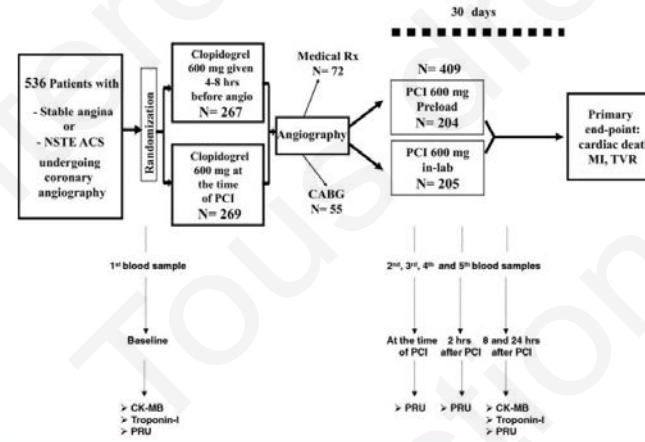 30 days
536 Patients with
- Stable angina
or
- NSTE ACS
undergoing
coronary
angiography
Randomization
Clopidogrel
600 mg given
4-8 hrs
before angio
N= 267
Clopidogrel
600 mg at
the time
of PCI
N= 269
Medical Rx
N= 72
Angiography
CABG
N= 55
N= 409
PCI 600 mg
Preload
N= 204
PCI 600 mg
in-lab
N= 205
Primary
end-point:
cardiac death
MI, TVR
1st blood sample
2nd, 3rd, 4th and 5th blood samples
Baseline
At the time
of PCI
2 hrs
after PCI
8 and 24 hrs
after PCI
➢ CK-MB
➢ Troponin-I
➢ PRU
➢ PRU
➢ PRU
➢ CK-MB
➢ Troponin-I
➢ PRU